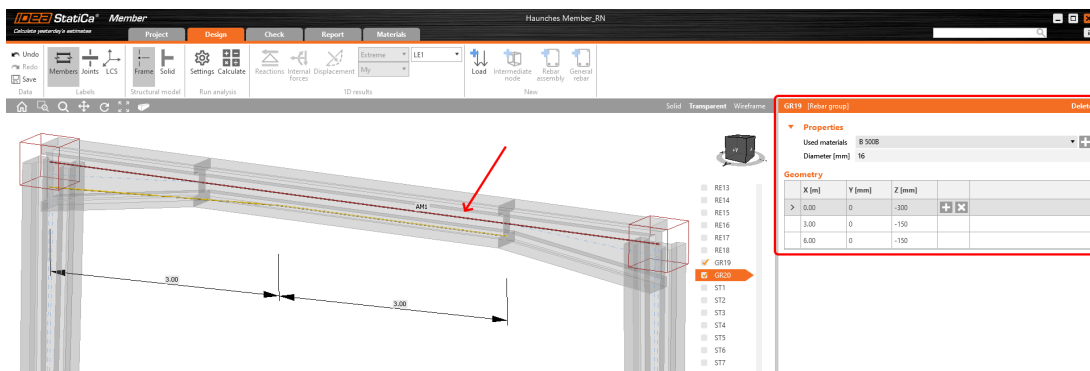 IDEA StatiCa® Member
Calculate yesterday's estimates
Haunches Member_RN
Project Design Check Report Materials
Undo
Redo
Save
Members Joints LCS
Frame Solid
Settings Calculate
Reactions Internal forces Displacement
Extreme LE1
My
Load Intermediate node Rebar assembly General rebar
Data Labels Structural model Run analysis 1D results New
Solid Transparent Wireframe
GR19 [Rebar group] Delete
Properties
Used materials B 500B
Diameter [mm] 16
Geometry
X [m] Y [mm] Z [mm]
> 0.00 0 -300
3.00 0 -150
6.00 0 -150
AM1
3.00
3.00
+Y
RE13
RE14
RE15
RE16
RE17
RE18
GR19
GR20
ST1
ST2
ST3
ST4
ST5
ST6
ST7